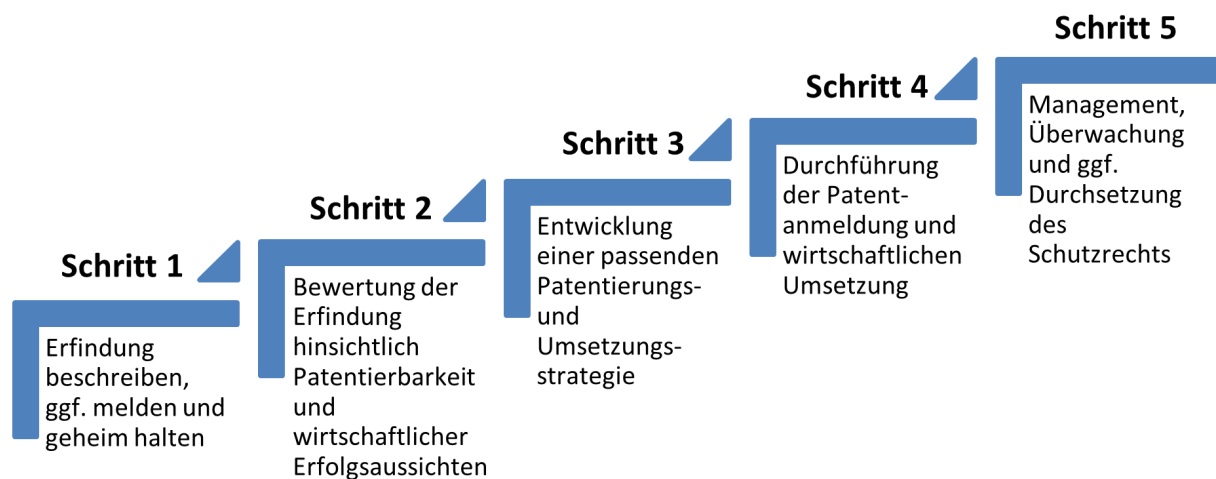 Schritt 1
Erfindung
beschreiben,
ggf. melden und
geheim halten
Schritt 2
Bewertung der
Erfindung
hinsichtlich
Patentierbarkeit
und
wirtschaftlicher
Erfolgsaussichten
Schritt 3
Entwicklung
einer passenden
Patentierungs-
und
Umsetzungs-
strategie
Schritt 4
Durchführung
der Patent-
anmeldung und
wirtschaftlichen
Umsetzung
Schritt 5
Management,
Überwachung
und ggf.
Durchsetzung
des
Schutzrechts